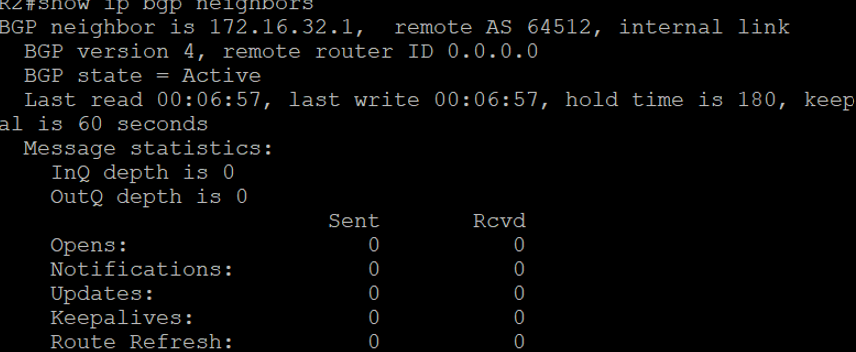 R2#show ip bgp neighbors
BGP neighbor is 172.16.32.1,  remote AS 64512, internal link
  BGP version 4, remote router ID 0.0.0.0
  BGP state = Active
  Last read 00:06:57, last write 00:06:57, hold time is 180, keep
al is 60 seconds
  Message statistics:
    InQ depth is 0
    OutQ depth is 0
                         Sent       Rcvd
    Opens:                  0          0
    Notifications:          0          0
    Updates:                0          0
    Keepalives:             0          0
    Route Refresh:          0          0